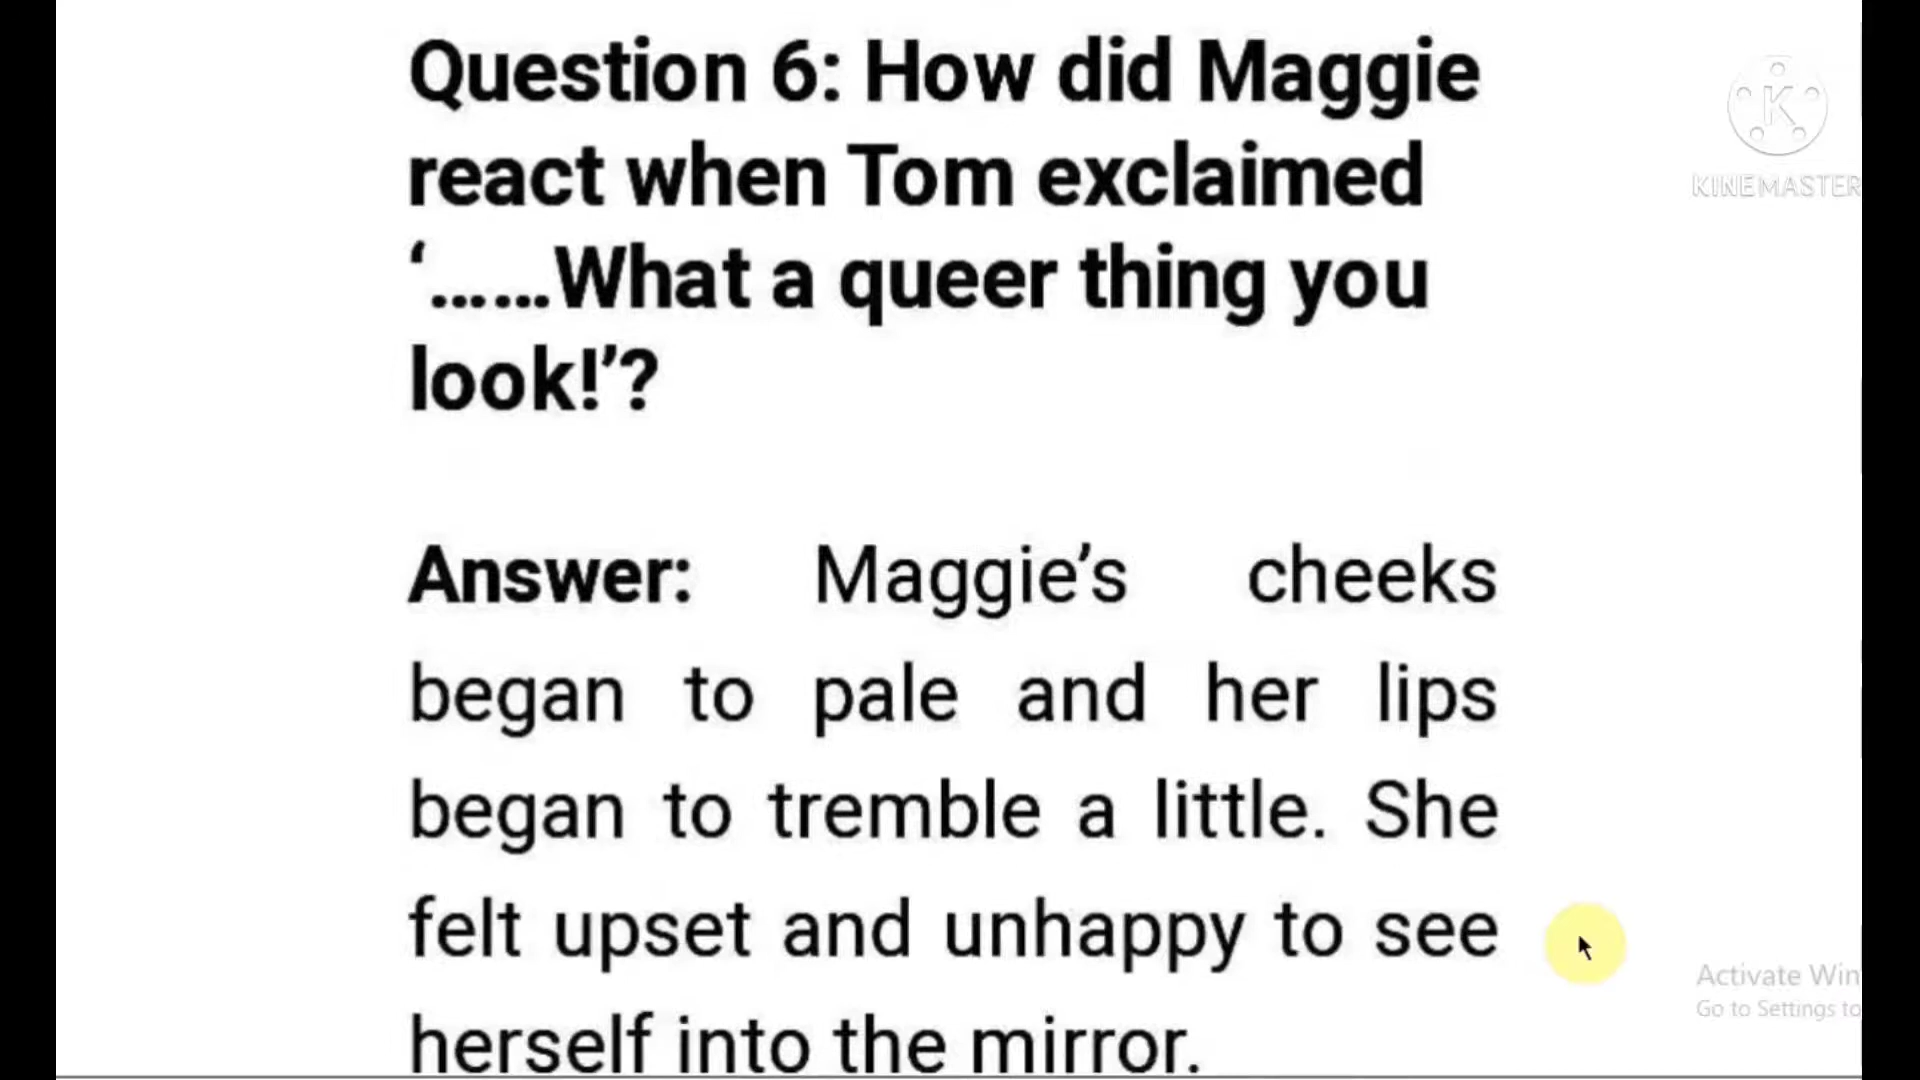 Question 6: How did Maggie
react when Tom exclaimed
‘......What a queer thing you
look!’?
K
KINEMASTER
Answer: Maggie’s cheeks
began to pale and her lips
began to tremble a little. She
felt upset and unhappy to see
herself into the mirror.
Activate Win
Go to Settings to